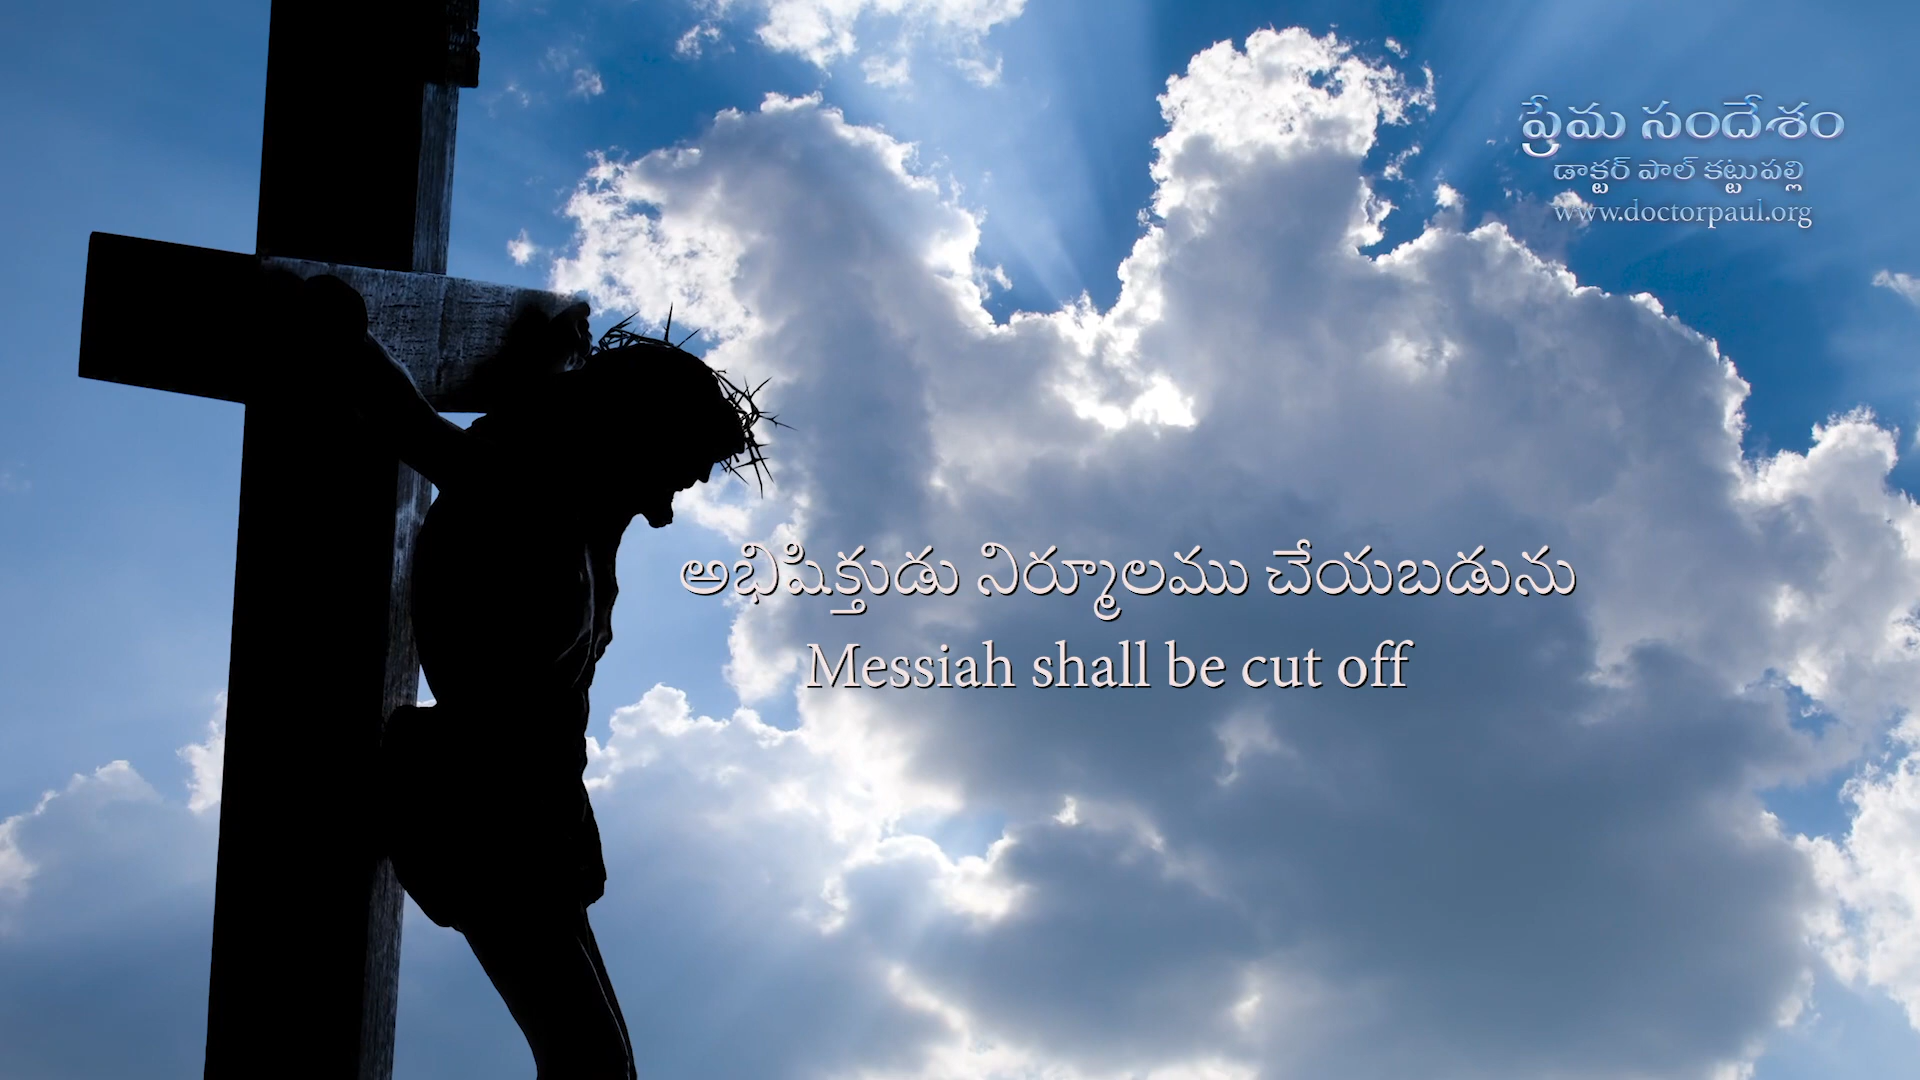 ప్రేమ సందేశం
డాక్టర్ పాల్ కట్టుపల్లి
www.doctorpaul.org
అభిషిక్తుడు నిర్మూలము చేయబడును
Messiah shall be cut off